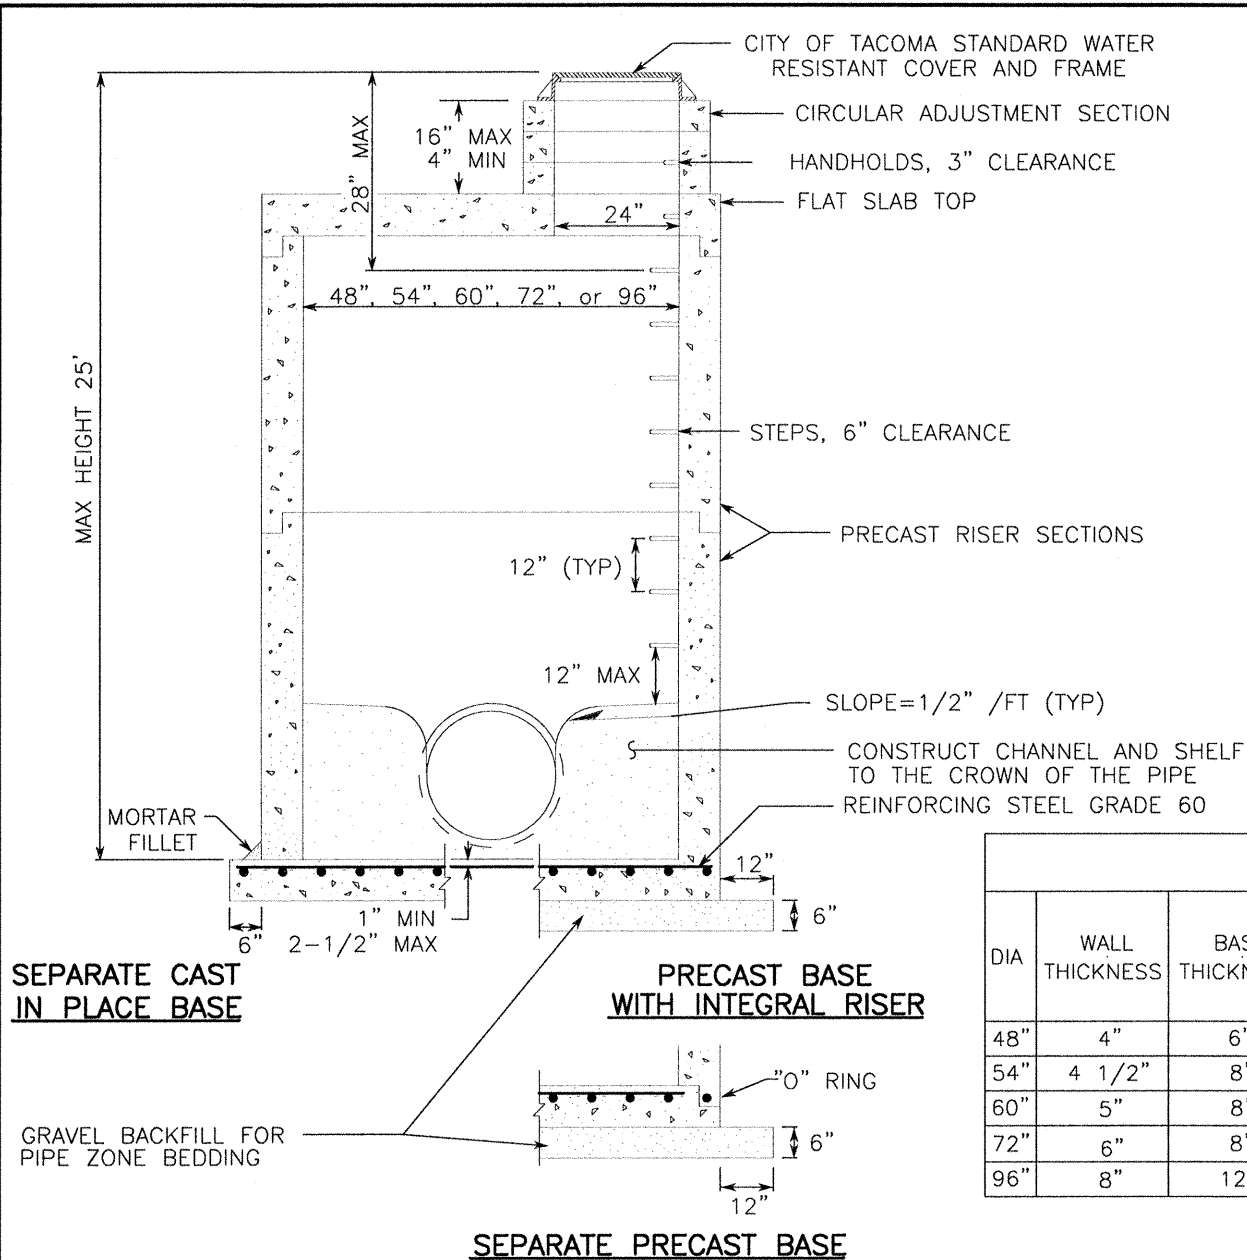 CITY OF TACOMA STANDARD WATER
RESISTANT COVER AND FRAME
CIRCULAR ADJUSTMENT SECTION
16” MAX
4” MIN
28” MAX
HANDHOLDS, 3” CLEARANCE
FLAT SLAB TOP
24”
48”, 54”, 60”, 72”, or 96”
MAX HEIGHT 25'
STEPS, 6” CLEARANCE
PRECAST RISER SECTIONS
12” (TYP)
12” MAX
SLOPE=1/2” /FT (TYP)
CONSTRUCT CHANNEL AND SHELF
TO THE CROWN OF THE PIPE
REINFORCING STEEL GRADE 60
MORTAR
FILLET
12”
1” MIN
2-1/2” MAX
6”
6”
SEPARATE CAST
IN PLACE BASE
PRECAST BASE
WITH INTEGRAL RISER
DIA
WALL
THICKNESS
48” 4” 6”
54” 4 1/2” 8”
60” 5” 8”
72” 6” 8”
96” 8” 12
"O" RING
GRAVEL BACKFILL FOR
PIPE ZONE BEDDING
6”
12”
SEPARATE PRECAST BASE